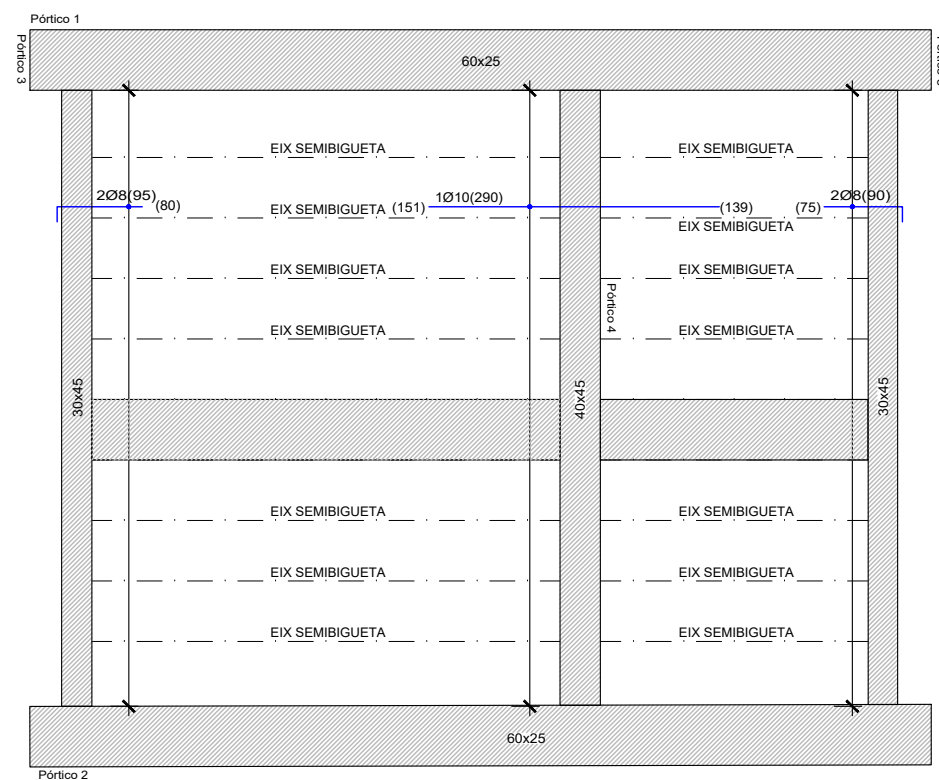 Pórtico 1
Pórtico 3
60x25
EIX SEMIBIGUETA
EIX SEMIBIGUETA
2Ø8(95)
(80)
EIX SEMIBIGUETA
(151)
1Ø10(290)
(139)
(75)
2Ø8(90)
EIX SEMIBIGUETA
EIX SEMIBIGUETA
EIX SEMIBIGUETA
Pórtico 4
EIX SEMIBIGUETA
EIX SEMIBIGUETA
30x45
40x45
30x45
EIX SEMIBIGUETA
EIX SEMIBIGUETA
EIX SEMIBIGUETA
EIX SEMIBIGUETA
EIX SEMIBIGUETA
EIX SEMIBIGUETA
60x25
Pórtico 2